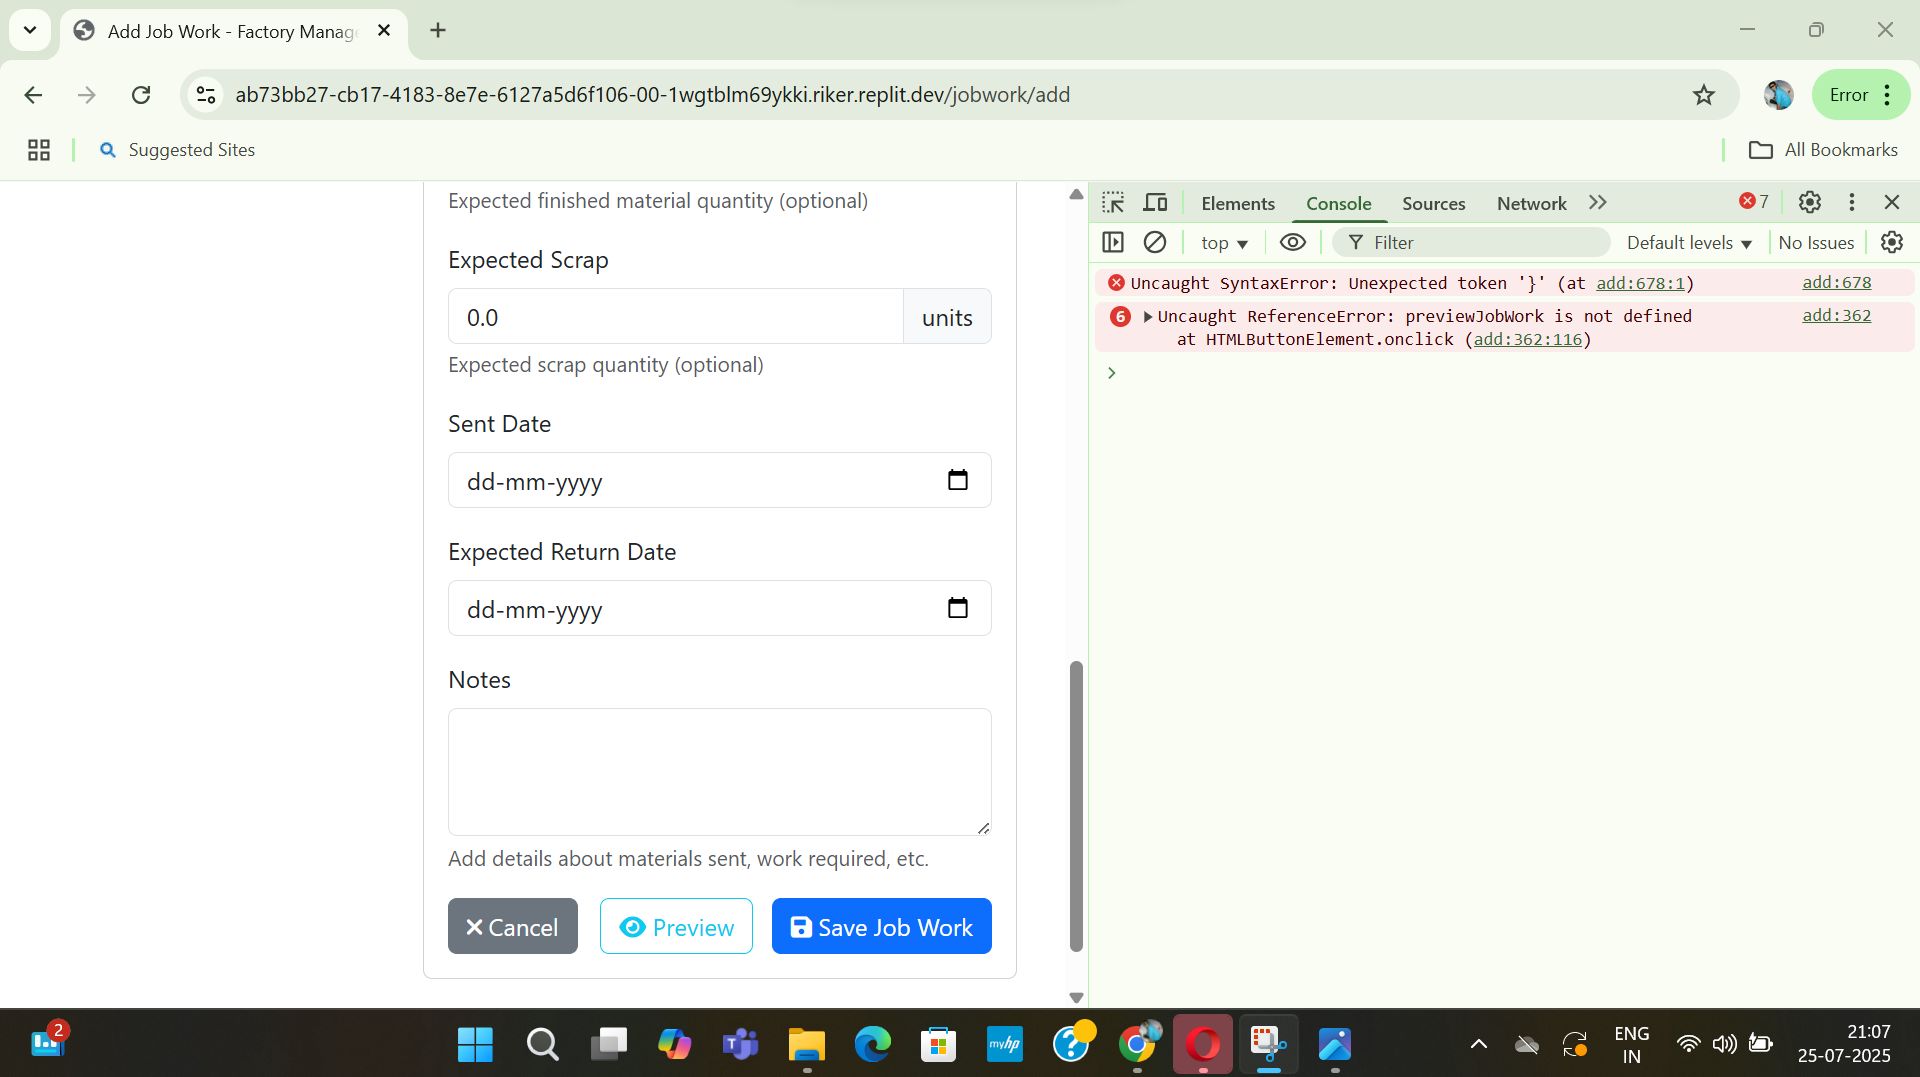 Add Job Work - Factory Manag
ab73bb27-cb17-4183-8e7e-6127a5d6f106-00-1wgtblm69ykki.riker.replit.dev/jobwork/add
Error
Suggested Sites
All Bookmarks
Expected finished material quantity (optional)
Expected Scrap
0.0
units
Expected scrap quantity (optional)
Sent Date
dd-mm-yyyy
Expected Return Date
dd-mm-yyyy
Notes
Add details about materials sent, work required, etc.
Cancel
Preview
Save Job Work
Elements
Console
Sources
Network
7
top
Filter
Default levels
No Issues
Uncaught SyntaxError: Unexpected token '}' (at add:678:1)
add:678
6
Uncaught ReferenceError: previewJobWork is not defined
add:362
at HTMLButtonElement.onclick (add:362:116)
2
myhp
ENG
IN
21:07
25-07-2025